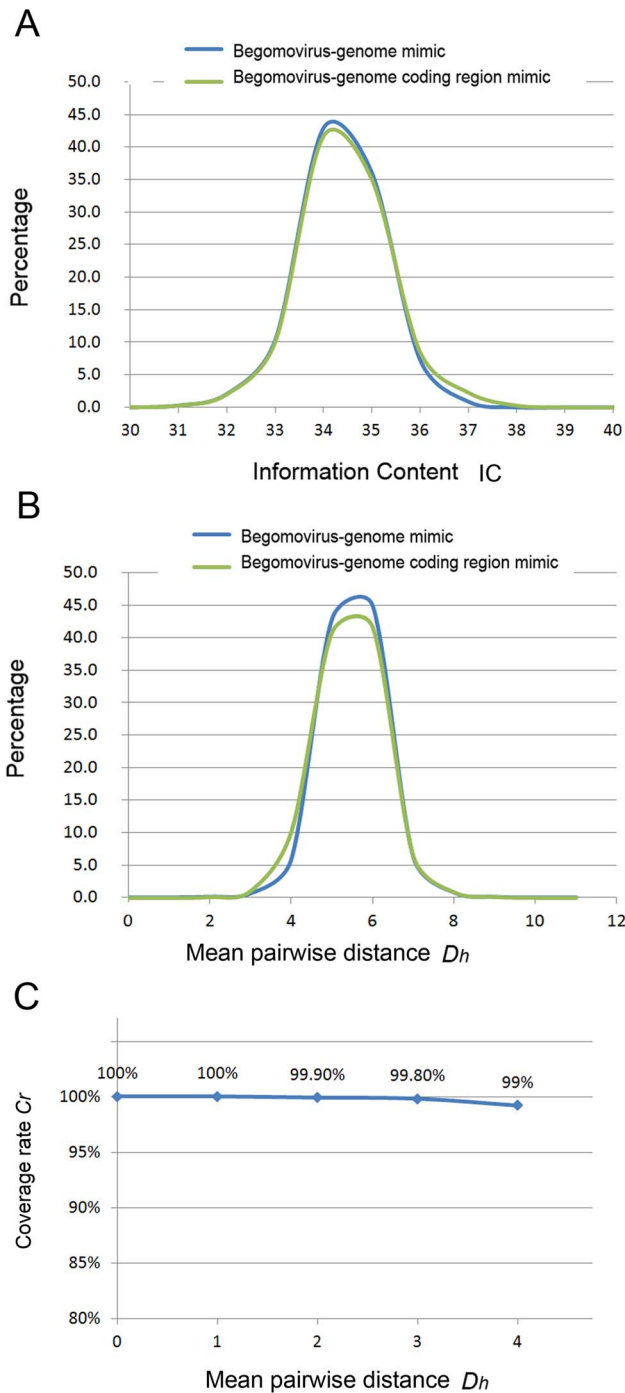 A
Begomovirus-genome mimic
Begomovirus-genome coding region mimic
50.0
45.0
40.0
35.0
30.0
25.0
20.0
15.0
10.0
5.0
0.0
Percentage
30 31 32 33 34 35 36 37 38 39 40
Information Content IC
B
Begomovirus-genome mimic
Begomovirus-genome coding region mimic
50.0
45.0
40.0
35.0
30.0
25.0
20.0
15.0
10.0
5.0
0.0
Percentage
0 2 4 6 8 10 12
Mean pairwise distance Dh
C
100% 100% 99.90% 99.80% 99%
100%
95%
90%
85%
80%
Coverage rate Cr
0 1 2 3 4
Mean pairwise distance Dh